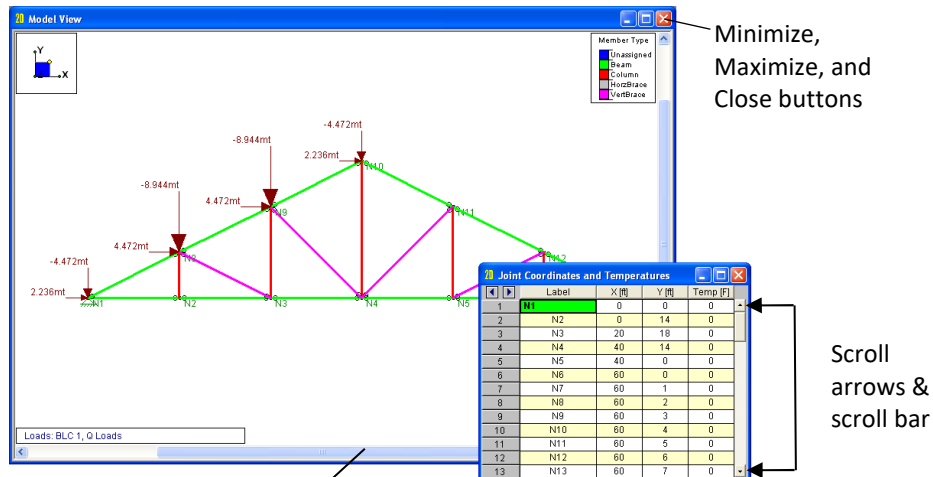 2D Model View
Minimize,
Maximize, and
Close buttons
Y
X
Member Type
Unassigned
Beam
Column
HorzBrace
VertBrace
-4.472mt
-8.944mt
2.236mt
N10
-8.944mt
4.472mt
N9
N11
4.472mt
-4.472mt
N12
2.236mt
N1
N2
N3
N4
N5
2D Joint Coordinates and Temperatures
Label X [ft] Y [ft] Temp [F]
1 N1 0 0 0
2 N2 0 14 0
3 N3 20 18 0
4 N4 40 14 0
5 N5 40 0 0
6 N6 60 0 0
7 N7 60 1 0
8 N8 60 2 0
9 N9 60 3 0
10 N10 60 4 0
11 N11 60 5 0
12 N12 60 6 0
13 N13 60 7 0
Scroll
arrows &
scroll bar
Loads: BLC 1, Q Loads